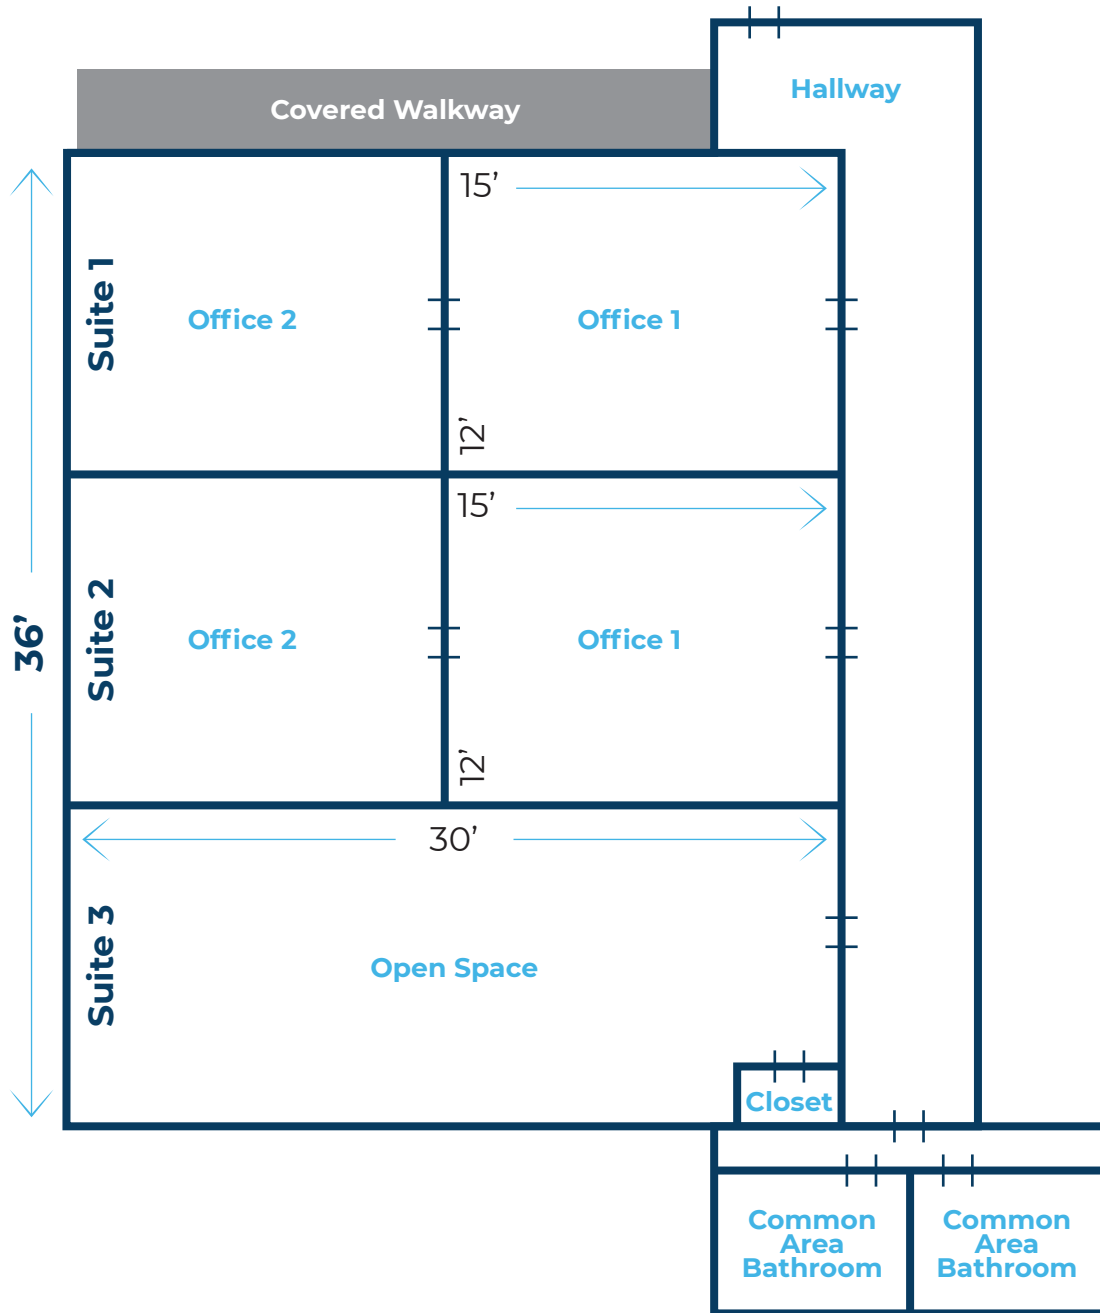 Hallway
Covered Walkway
15’
Suite 1
Office 2
Office 1
12’
15’
36’
Suite 2
Office 2
Office 1
12’
30’
Suite 3
Open Space
Closet
Common
Area
Bathroom
Common
Area
Bathroom